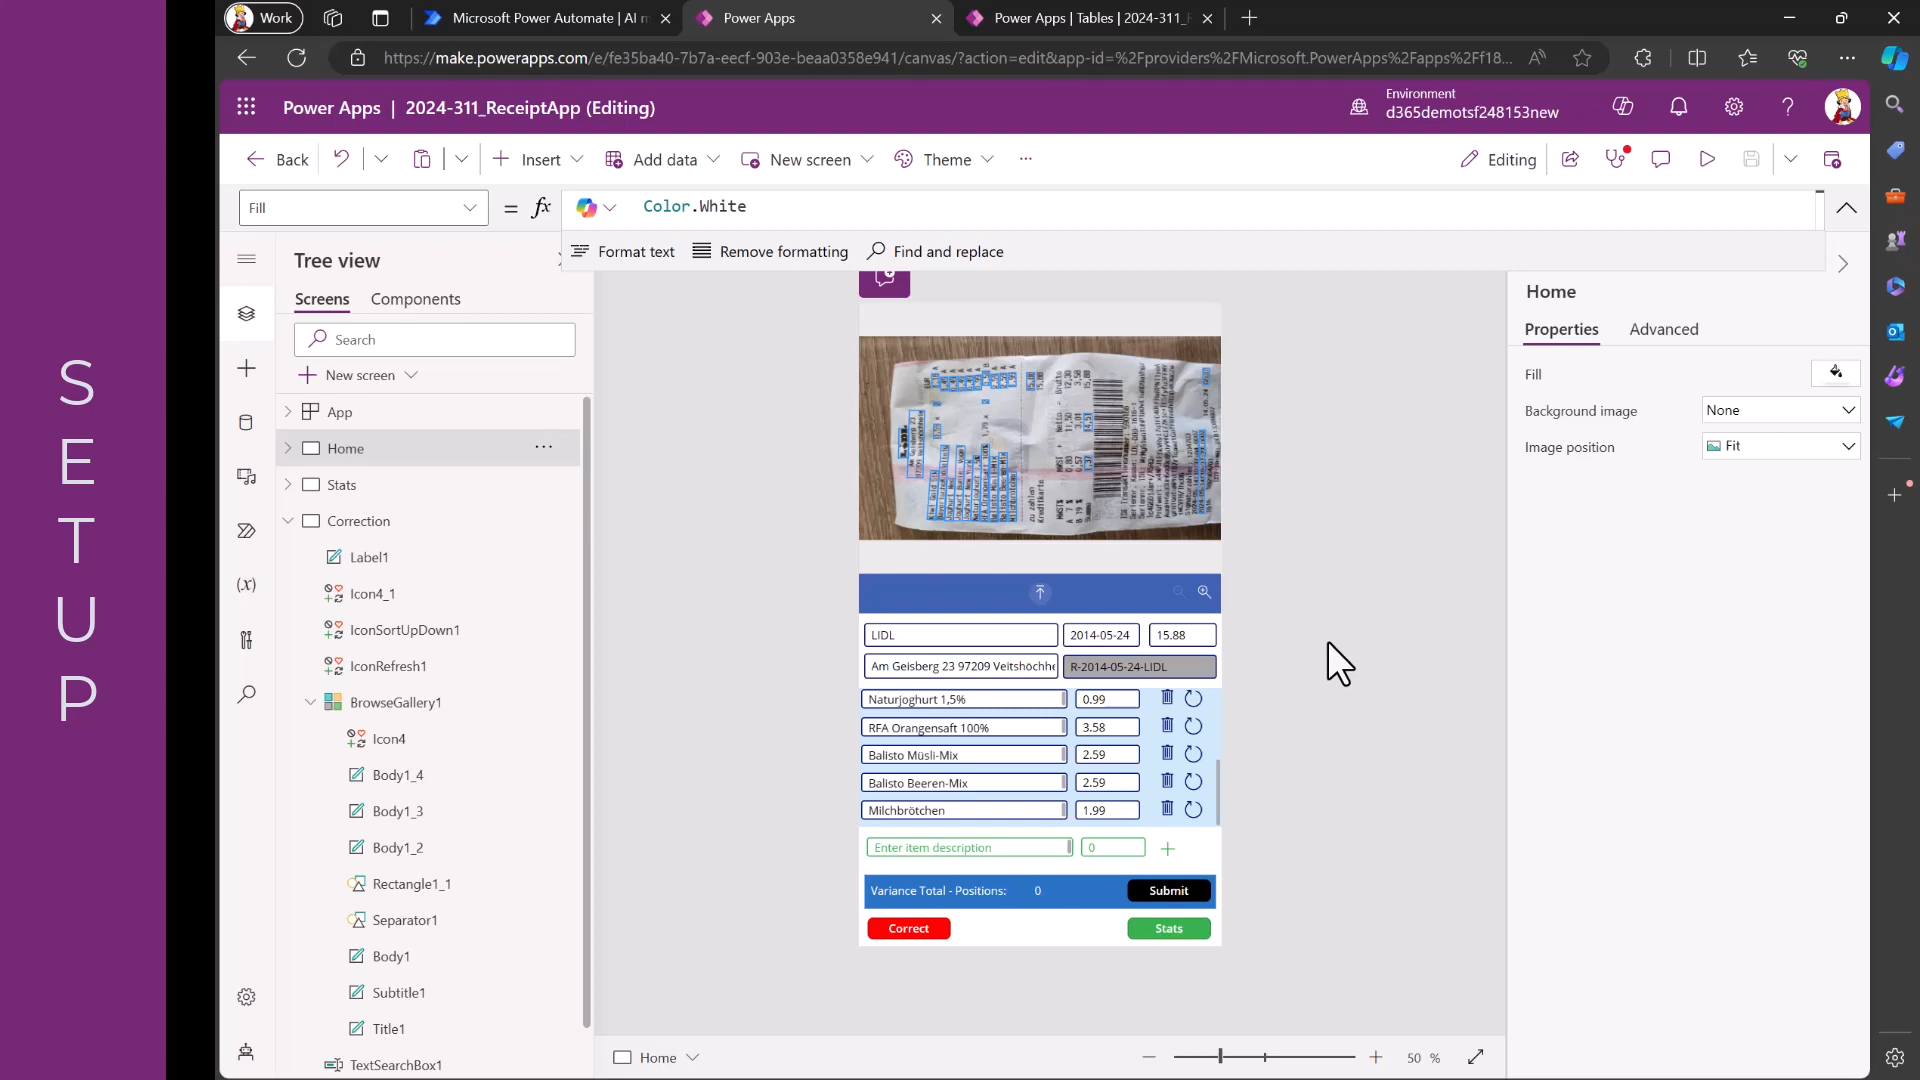 SETUP
Work
Microsoft Power Automate | AI m
Power Apps
Power Apps | Tables | 2024-311_
https://make.powerapps.com/e/fe35ba40-7b7a-eecf-903e-beaa0358e941/canvas/?action=edit&app-id=%2Fproviders%2FMicrosoft.PowerApps%2Fapps%2Ff18...
Power Apps | 2024-311_ReceiptApp (Editing)
Environment
d365demotsf248153new
Back
Insert
Add data
New screen
Theme
Editing
Fill
= fx
Color.White
Format text
Remove formatting
Find and replace
Tree view
Screens
Components
Search
New screen
App
Home
Stats
Correction
Label1
Icon4_1
IconSortUpDown1
IconRefresh1
BrowseGallery1
Icon4
Body1_4
Body1_3
Body1_2
Rectangle1_1
Separator1
Body1
Subtitle1
Title1
TextSearchBox1
LIDL
2014-05-24
15.88
Am Geisberg 23 97209 Veitshöchhe
R-2014-05-24-LIDL
Naturjoghurt 1,5%
0.99
RFA Orangensaft 100%
3.58
Balisto Müsli-Mix
2.59
Balisto Beeren-Mix
2.59
Milchbrötchen
1.99
Enter item description
0
Variance Total - Positions:
0
Submit
Correct
Stats
Home
50 %
Home
Properties
Advanced
Fill
Background image
None
Image position
Fit